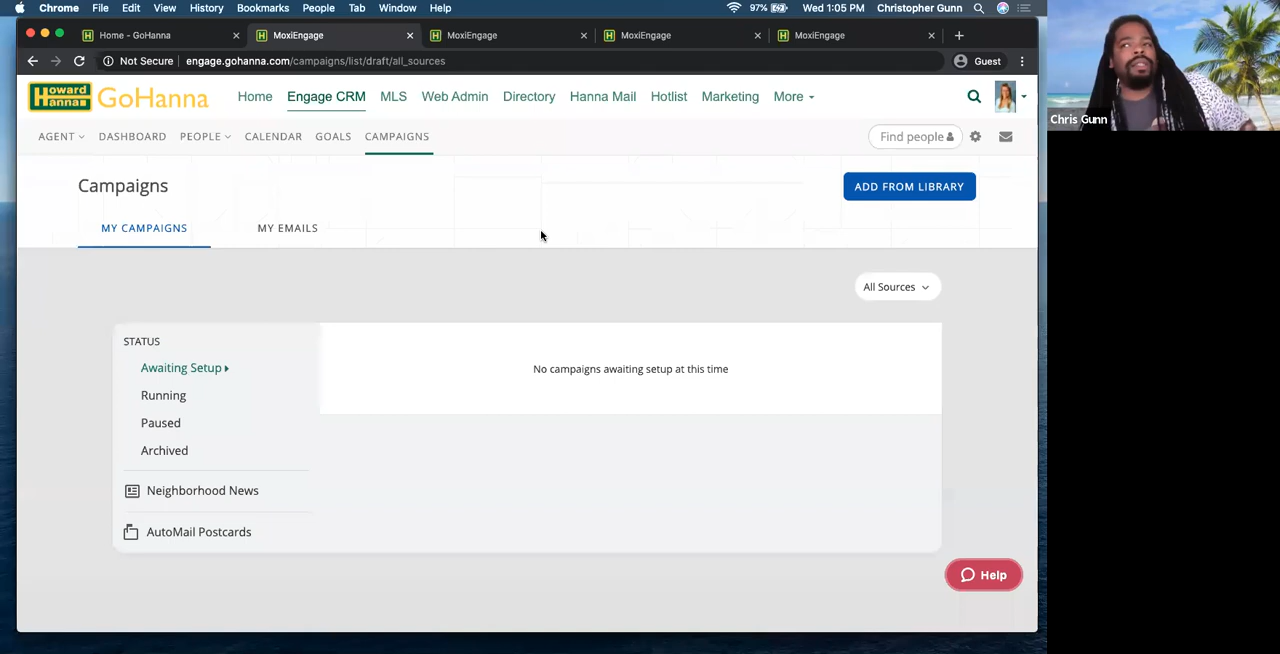 Chrome File Edit View History Bookmarks People Tab Window Help 97% Wed 1:05 PM Christopher Gunn
Home - GoHanna MoxiEngage MoxiEngage MoxiEngage MoxiEngage
Not Secure engage.gohanna.com/campaigns/list/draft/all_sources Guest
Howard Hanna GoHanna Home Engage CRM MLS Web Admin Directory Hanna Mail Hotlist Marketing More
Chris Gunn
AGENT DASHBOARD PEOPLE CALENDAR GOALS CAMPAIGNS Find people
Campaigns ADD FROM LIBRARY
MY CAMPAIGNS MY EMAILS
All Sources
STATUS
Awaiting Setup No campaigns awaiting setup at this time
Running
Paused
Archived
Neighborhood News
AutoMail Postcards
Help